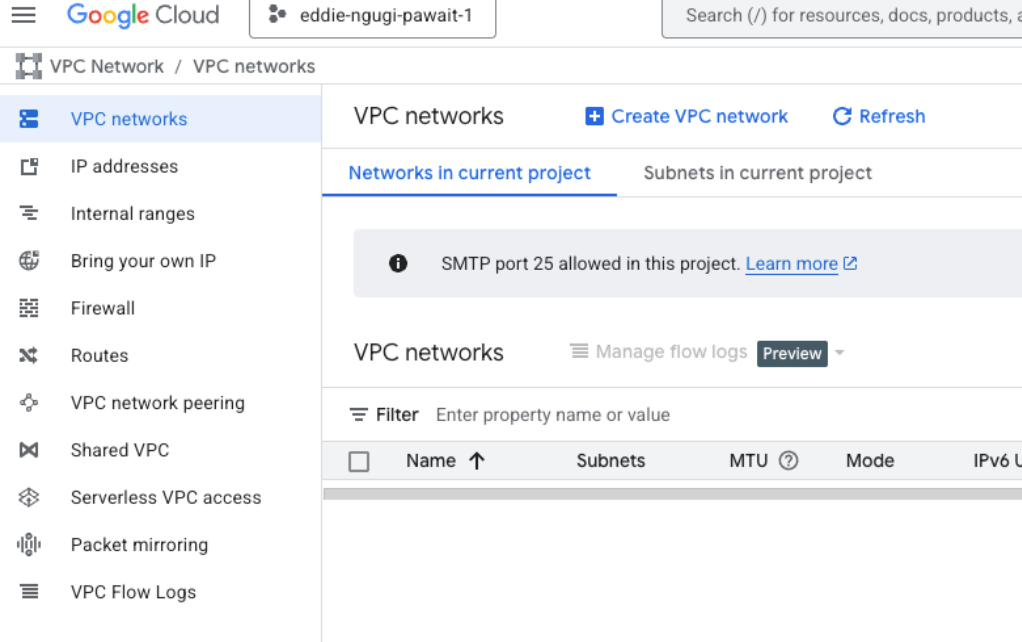 Google Cloud
eddie-ngugi-pawait-1
Search (/) for resources, docs, products,
VPC Network / VPC networks
VPC networks
IP addresses
Internal ranges
Bring your own IP
Firewall
Routes
VPC network peering
Shared VPC
Serverless VPC access
Packet mirroring
VPC Flow Logs
VPC networks
Create VPC network
Refresh
Networks in current project
Subnets in current project
SMTP port 25 allowed in this project. Learn more
VPC networks
Manage flow logs Preview
Filter Enter property name or value
Name Subnets MTU Mode IPv6